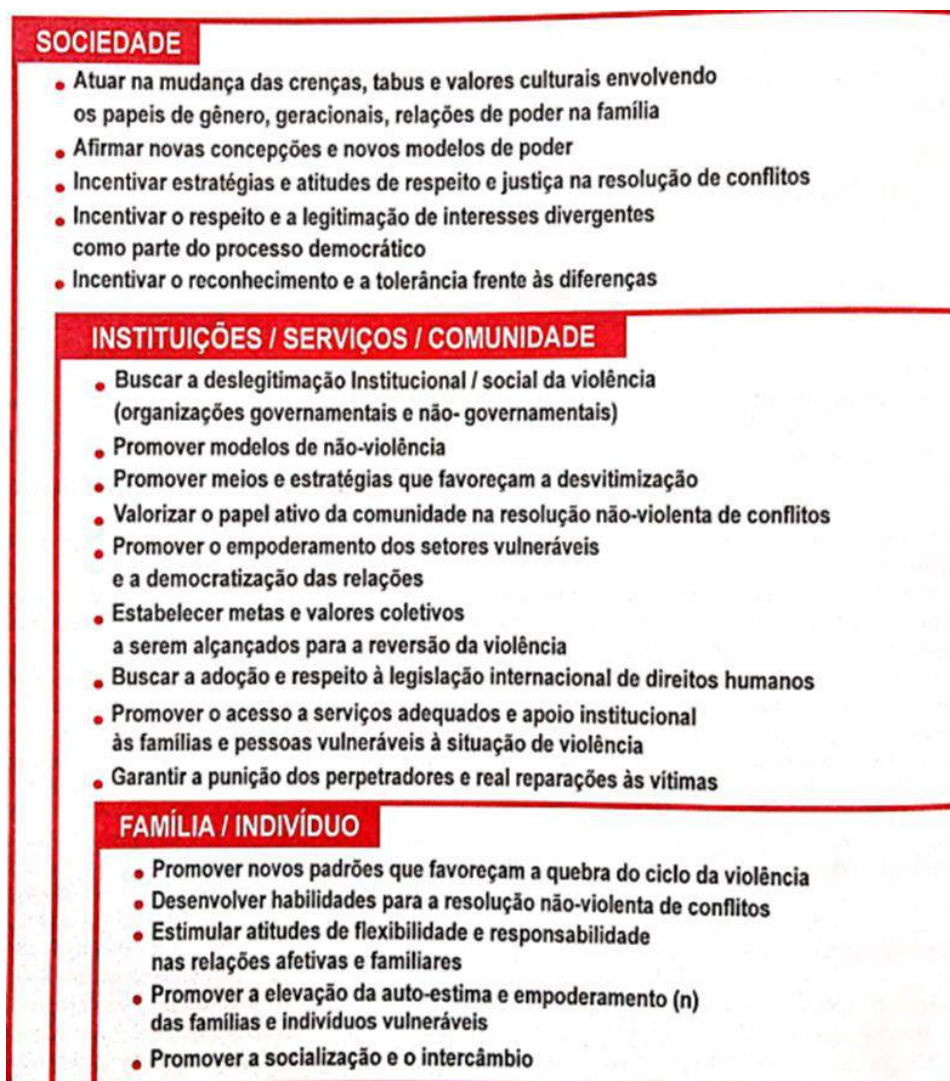 SOCIEDADE
• Atuar na mudança das crenças, tabus e valores culturais envolvendo
os papeis de gênero, geracionais, relações de poder na família
• Afirmar novas concepções e novos modelos de poder
• Incentivar estratégias e atitudes de respeito e justiça na resolução de conflitos
• Incentivar o respeito e a legitimação de interesses divergentes
como parte do processo democrático
• Incentivar o reconhecimento e a tolerância frente às diferenças
INSTITUIÇÕES / SERVIÇOS / COMUNIDADE
• Buscar a deslegitimação Institucional / social da violência
(organizações governamentais e não- governamentais)
• Promover modelos de não-violência
• Promover meios e estratégias que favoreçam a desvitimização
• Valorizar o papel ativo da comunidade na resolução não-violenta de conflitos
• Promover o empoderamento dos setores vulneráveis
e a democratização das relações
• Estabelecer metas e valores coletivos
a serem alçançados para a reversão da violência
• Buscar a adoção e respeito à legislação internacional de direitos humanos
• Promover o acesso a serviços adequados e apoio institucional
às famílias e pessoas vulneráveis à situação de violência
• Garantir a punição dos perpetradores e real reparações às vítimas
FAMÍLIA / INDIVÍDUO
• Promover novos padrões que favoreçam a quebra do ciclo da violência
• Desenvolver habilidades para a resolução não-violenta de conflitos
• Estimular atitudes de flexibilidade e responsabilidade
nas relações afetivas e familiares
• Promover a elevação da auto-estima e empoderamento (n)
das famílias e indivíduos vulneráveis
• Promover a socialização e o intercâmbio